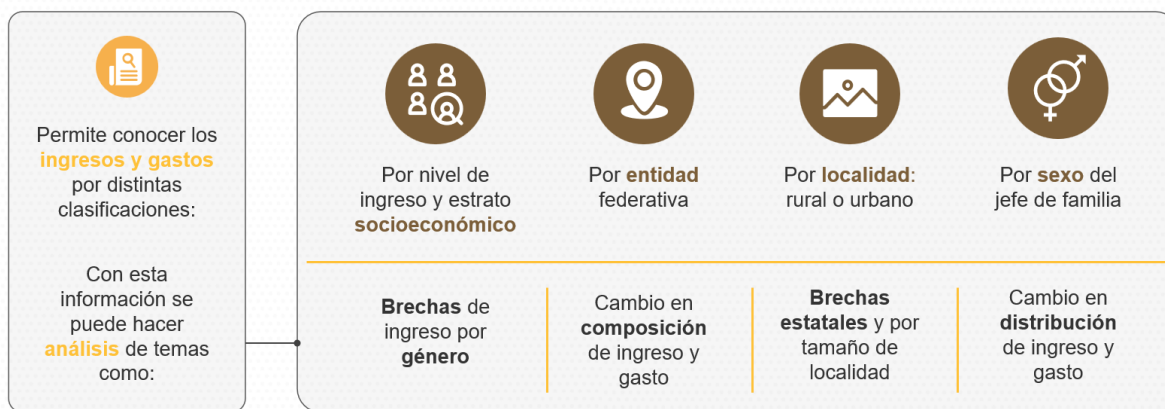 Permite conocer los
ingresos y gastos
por distintas
clasificaciones:
Con esta
información se
puede hacer
análisis de temas
como:
Por nivel de
ingreso y estrato
socioeconómico
Por entidad
federativa
Por localidad:
rural o urbano
Por sexo del
jefe de familia
Brechas de
ingreso por
género
Cambio en
composición
de ingreso y
gasto
Brechas
estatales y por
tamaño de
localidad
Cambio en
distribución
de ingreso y
gasto